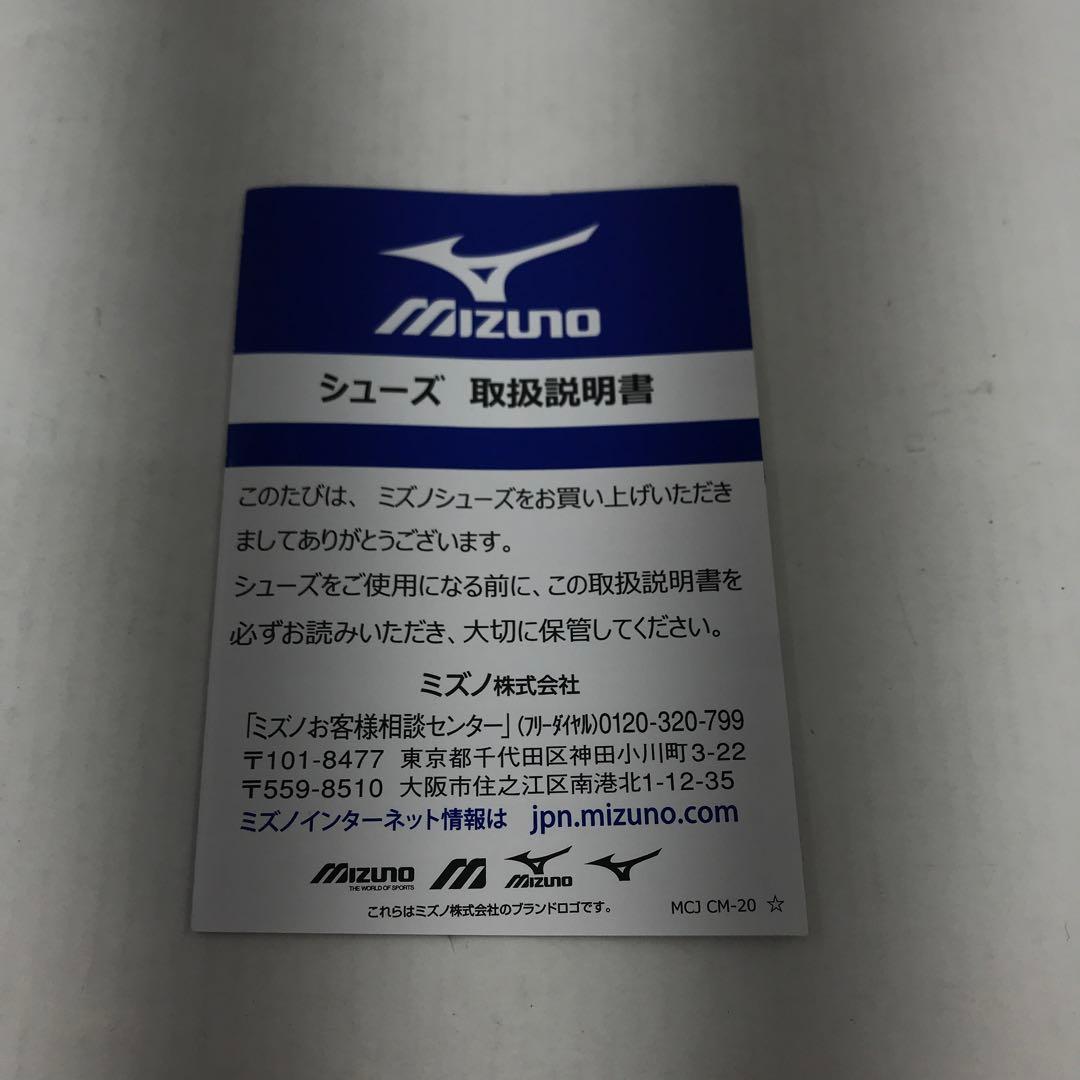 MIZUNO
シューズ 取扱説明書
このたびは、ミズノシューズをお買い上げいただき
ましてありがとうございます。
シューズをご使用になる前に、この取扱説明書を
必ずお読みいただき、大切に保管してください。
ミズノ株式会社
「ミズノお客様相談センター」(フリーダイヤル)0120-320-799
〒101-8477 東京都千代田区神田小川町3-22
〒559-8510 大阪市住之江区南港北1-12-35
ミズノインターネット情報は jpn.mizuno.com
MIZUNO M MIZUNO
THE WORLD OF SPORTS
これらはミズノ株式会社のブランドロゴです。 MCJ CM-20 ☆